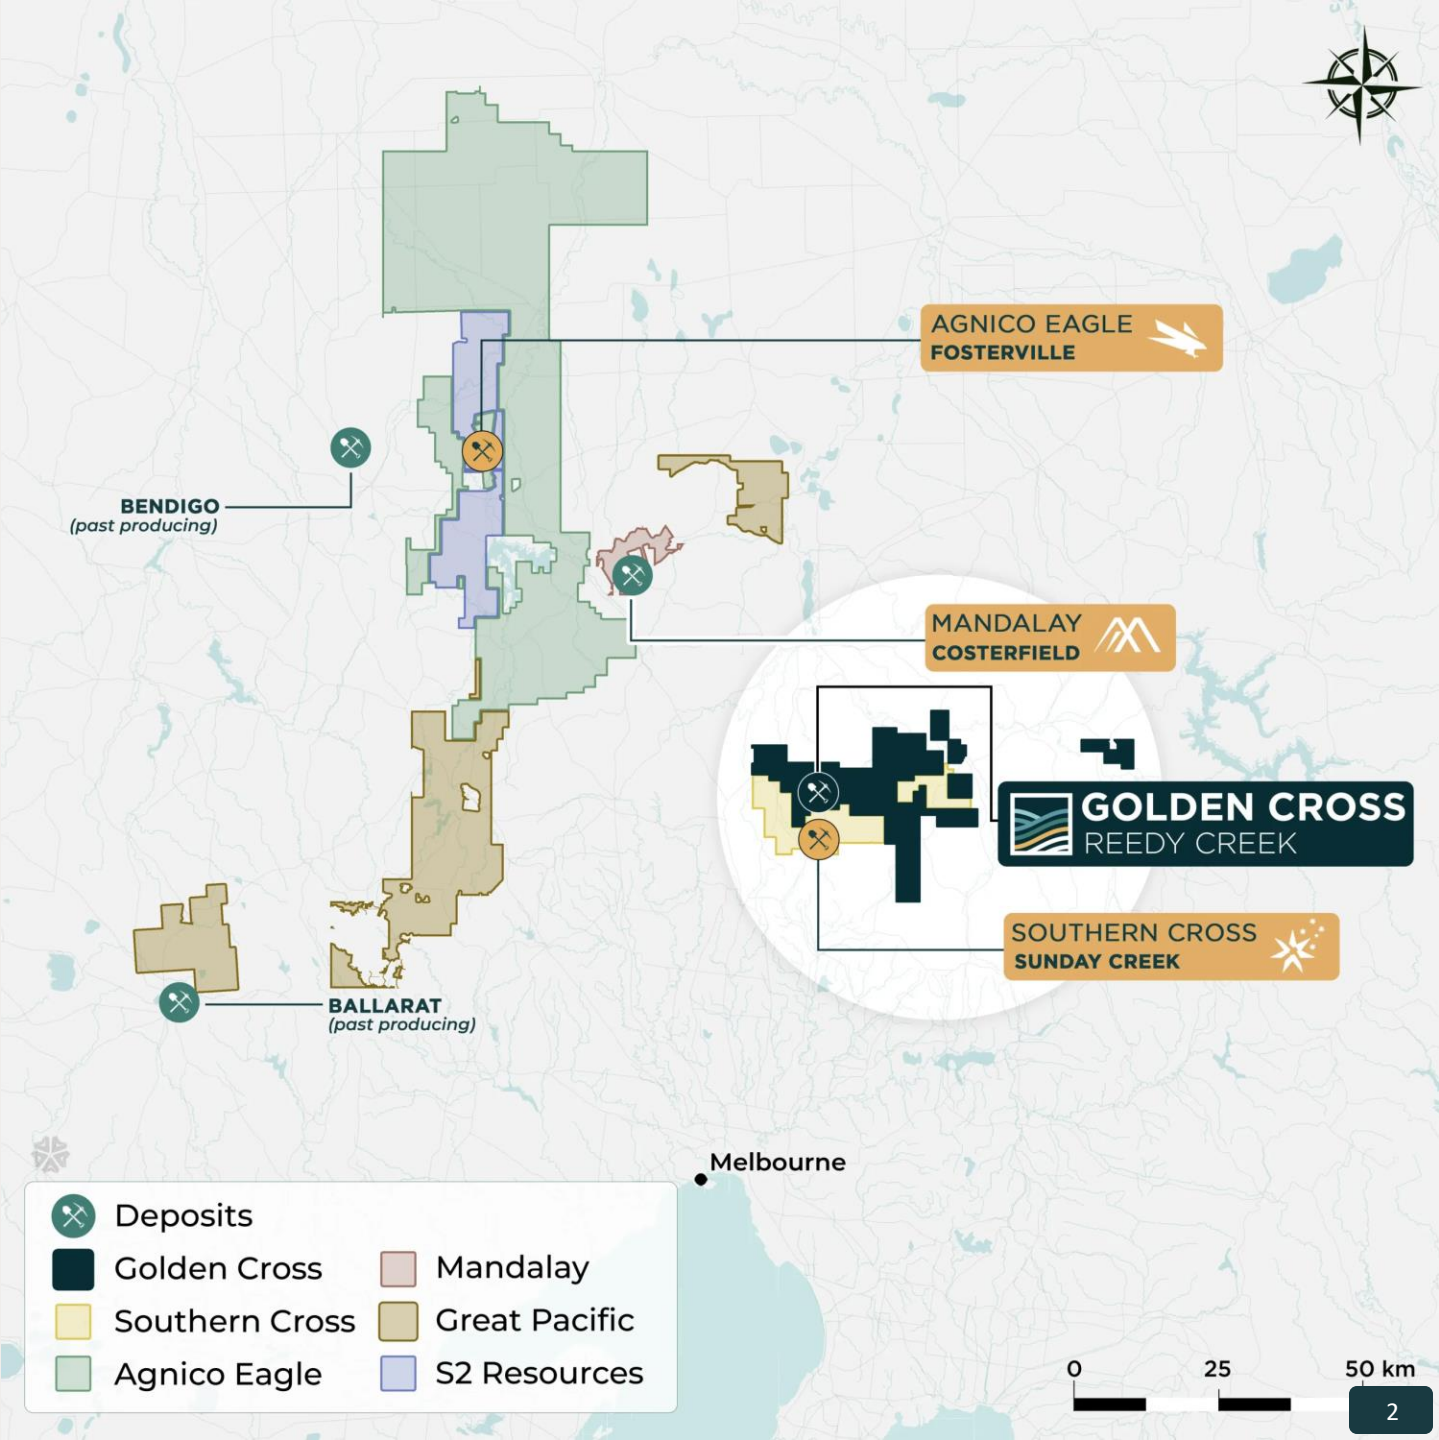 AGNICO EAGLE
FOSTERVILLE
BENDIGO
(past producing)
MANDALAY
COSTERFIELD
GOLDEN CROSS
REEDY CREEK
SOUTHERN CROSS
SUNDAY CREEK
BALLARAT
(past producing)
Melbourne
Deposits
Golden Cross
Mandalay
Southern Cross
Great Pacific
Agnico Eagle
S2 Resources
0 25 50 km
2